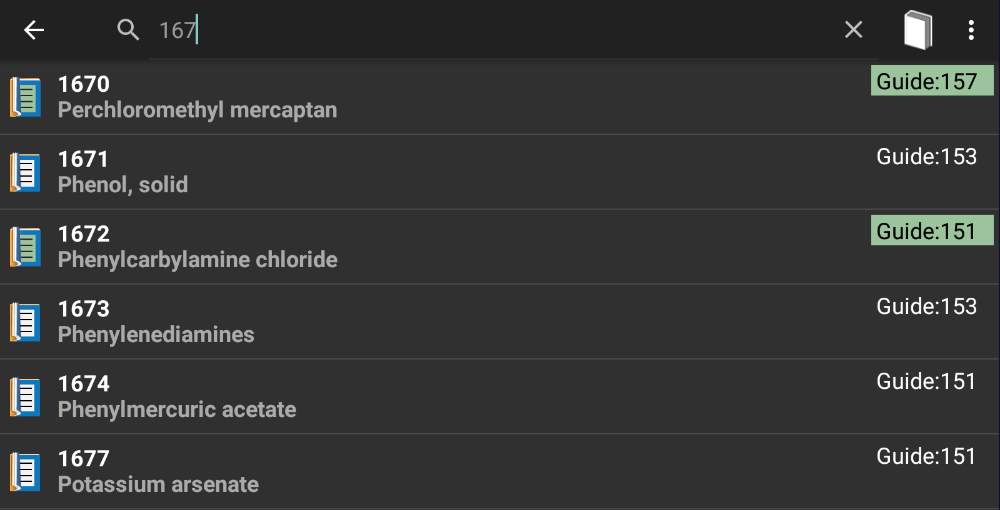 167
1670
Guide:157
Perchloromethyl mercaptan
1671
Guide:153
Phenol, solid
1672
Guide:151
Phenylcarbylamine chloride
1673
Guide:153
Phenylenediamines
1674
Guide:151
Phenylmercuric acetate
1677
Guide:151
Potassium arsenate